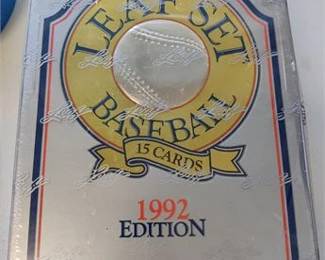 LEAF SET
BASEBALL
15 CARDS
1992
EDITION